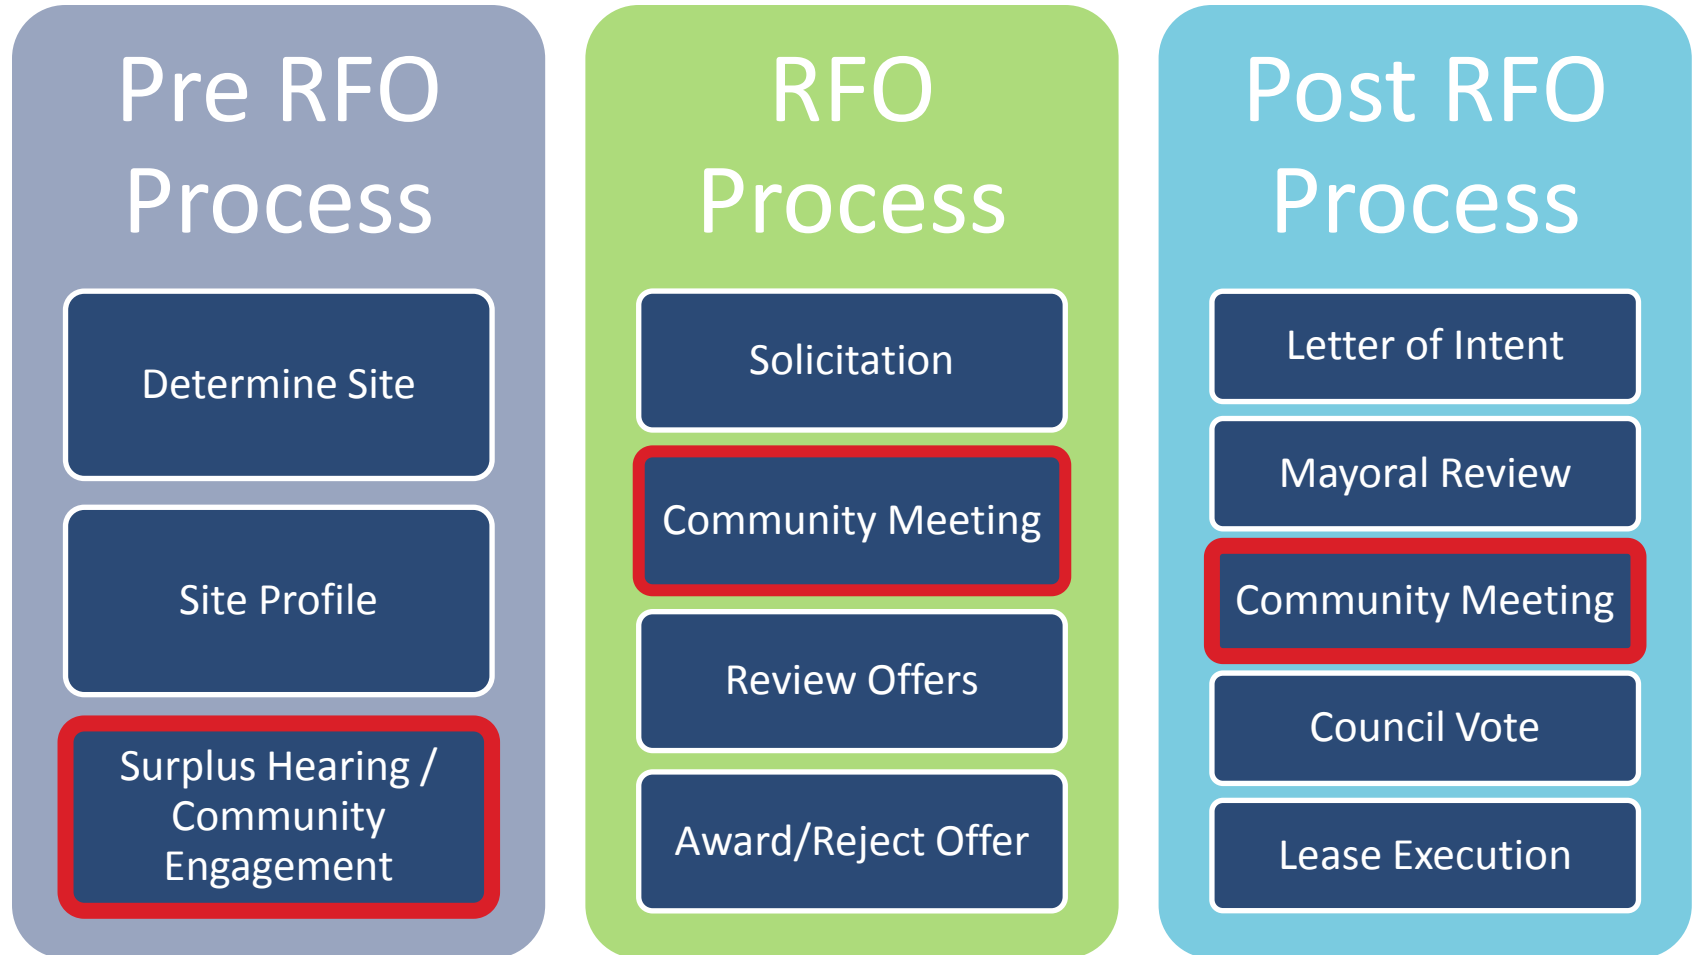 Pre RFO
Process
Determine Site
Site Profile
Surplus Hearing /
Community
Engagement
RFO
Process
Solicitation
Community Meeting
Review Offers
Award/Reject Offer
Post RFO
Process
Letter of Intent
Mayoral Review
Community Meeting
Council Vote
Lease Execution